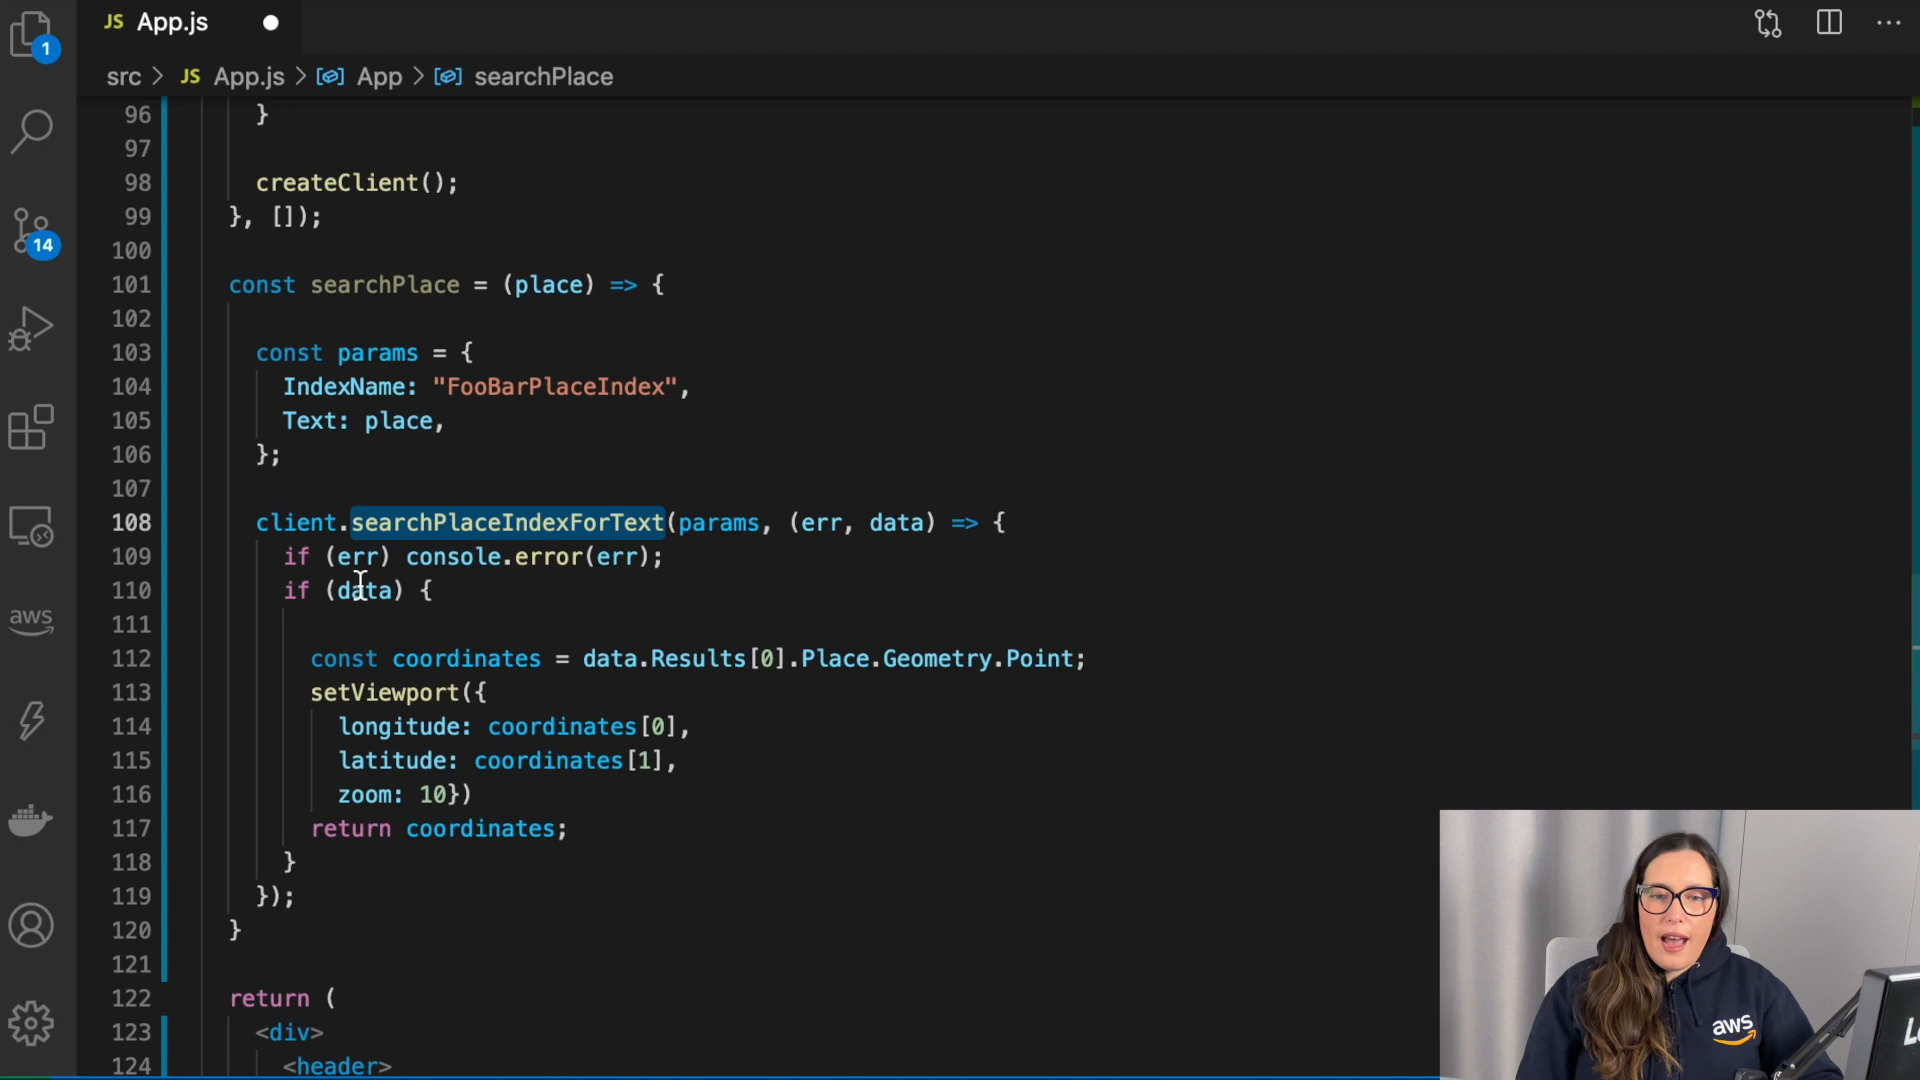 JS App.js
src > JS App.js > App > searchPlace
1
14
aws
96 }
97
98 createClient();
99 }, []);
100
101 const searchPlace = (place) => {
102
103 const params = {
104 IndexName: "FooBarPlaceIndex",
105 Text: place,
106 };
107
108 client.searchPlaceIndexForText(params, (err, data) => {
109 if (err) console.error(err);
110 if (data) {
111
112 const coordinates = data.Results[0].Place.Geometry.Point;
113 setViewport({
114 longitude: coordinates[0],
115 latitude: coordinates[1],
116 zoom: 10})
117 return coordinates;
118 }
119 });
120 }
121
122 return (
123 <div>
124 <header>
aws